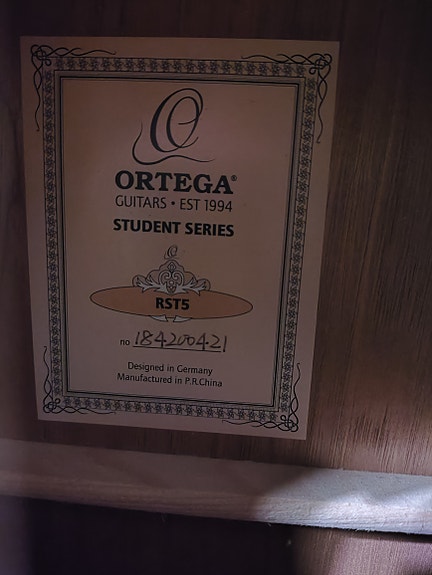 ORTEGA®
GUITARS • EST 1994
STUDENT SERIES
RST5
no 184200421
Designed in Germany
Manufactured in P.R.China